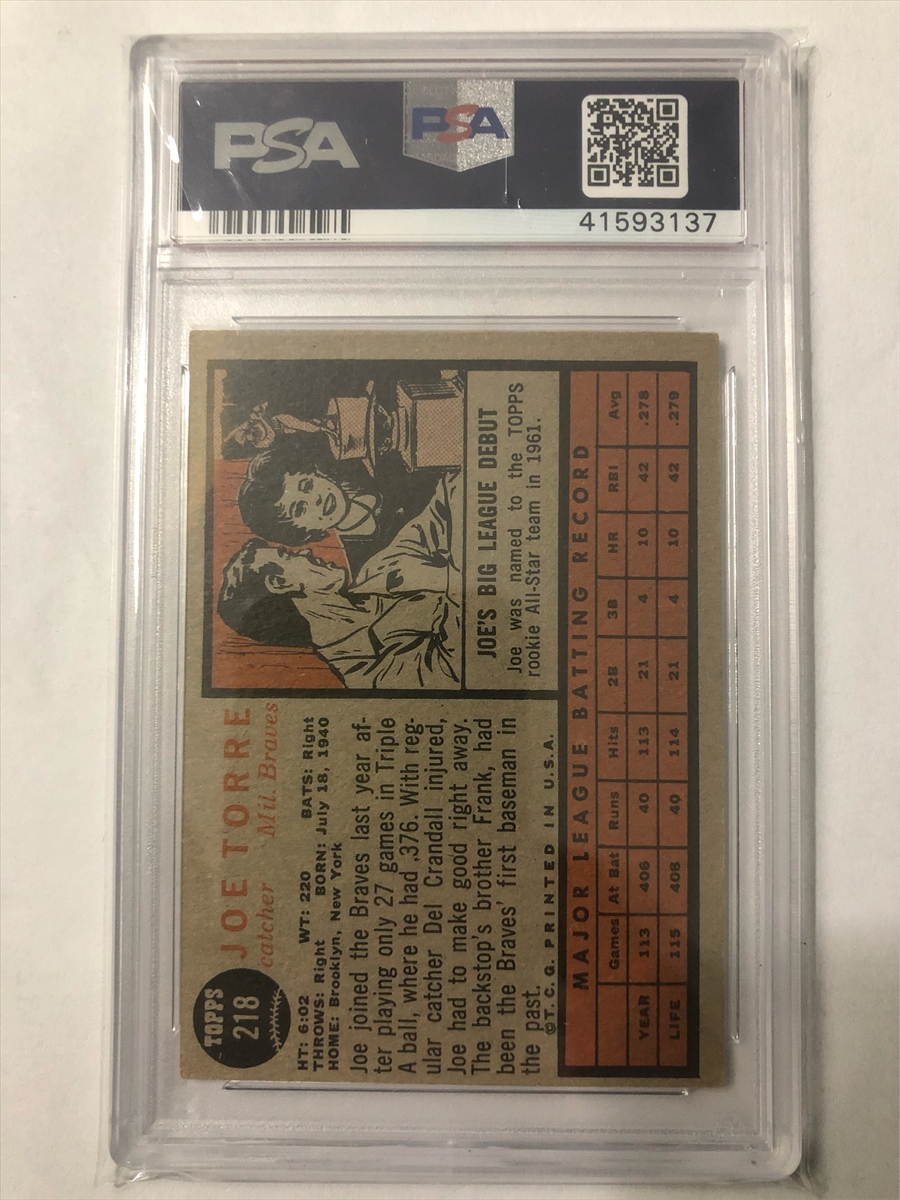 PSA
PSA
41593137
TOPPS
218
JOE TORRE
catcher Mil. Braves
HT: 6:02 WT: 220 BATS: Right
THROWS: Right BORN: July 18, 1940
HOME: Brooklyn, New York
Joe joined the Braves last year af-
ter playing only 27 games in Triple
A ball, where he had .376. With reg-
ular catcher Del Crandall injured,
Joe had to make good right away.
The backstop's brother Frank, had
been the Braves' first baseman in
the past.
©T. C. G. PRINTED IN U.S.A.
JOE'S BIG LEAGUE DEBUT
Joe was named to the TOPPS
rookie All-Star team in 1961.
MAJOR LEAGUE BATTING RECORD
Games At Bat Runs Hits 2B 3B HR RBI Avg
YEAR 113 406 40 113 21 4 10 42 .278
LIFE 115 408 40 114 21 4 10 42 .279